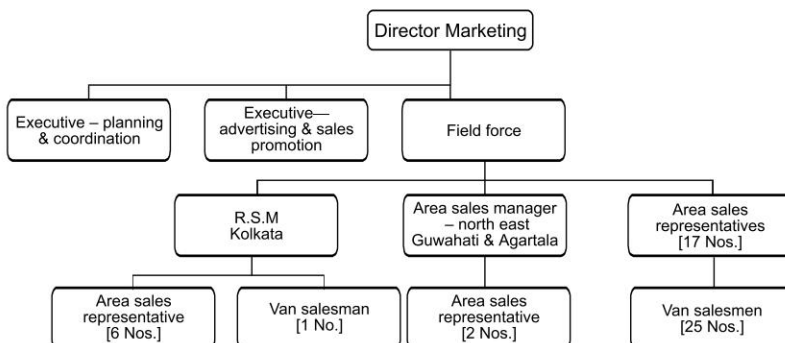 Director Marketing
Executive – planning
& coordination
Executive—
advertising & sales
promotion
Field force
R.S.M
Kolkata
Area sales manager
– north east
Guwahati & Agartala
Area sales
representatives
[17 Nos.]
Area sales
representative
[6 Nos.]
Van salesman
[1 No.]
Area sales
representative
[2 Nos.]
Van salesmen
[25 Nos.]